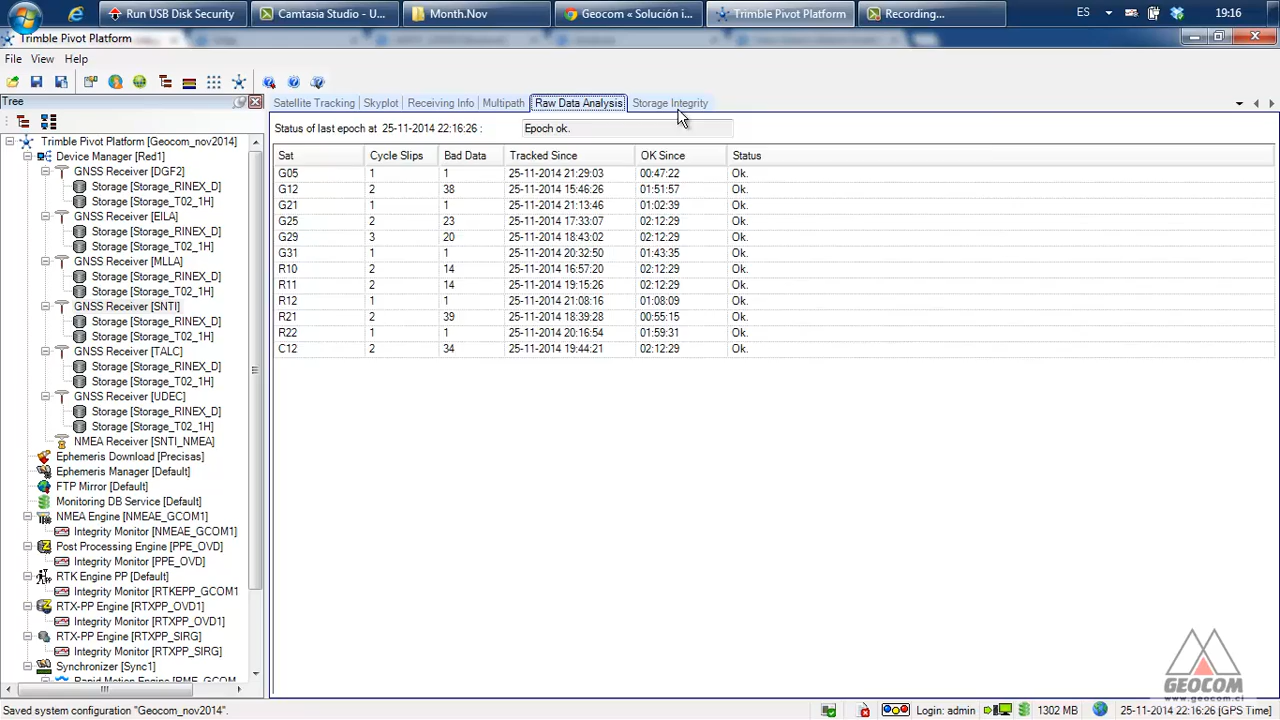 Run USB Disk Security
Camtasia Studio - U...
Month.Nov
Geocom « Solución i...
Trimble Pivot Platform
Recording...
ES
19:16
Trimble Pivot Platform
File View Help
Tree
Satellite Tracking
Skyplot
Receiving Info
Multipath
Raw Data Analysis
Storage Integrity
Trimble Pivot Platform [Geocom_nov2014]
Device Manager [Red1]
GNSS Receiver [DGF2]
Storage [Storage_RINEX_D]
Storage [Storage_T02_1H]
GNSS Receiver [EILA]
Storage [Storage_RINEX_D]
Storage [Storage_T02_1H]
GNSS Receiver [MLLA]
Storage [Storage_RINEX_D]
Storage [Storage_T02_1H]
GNSS Receiver [SNTI]
Storage [Storage_RINEX_D]
Storage [Storage_T02_1H]
GNSS Receiver [TALC]
Storage [Storage_RINEX_D]
Storage [Storage_T02_1H]
GNSS Receiver [UDEC]
Storage [Storage_RINEX_D]
Storage [Storage_T02_1H]
NMEA Receiver [SNTI_NMEA]
Ephemeris Download [Precisas]
Ephemeris Manager [Default]
FTP Mirror [Default]
Monitoring DB Service [Default]
NMEA Engine [NMEAE_GCOM1]
Integrity Monitor [NMEAE_GCOM1]
Post Processing Engine [PPE_OVD]
Integrity Monitor [PPE_OVD]
RTK Engine PP [Default]
Integrity Monitor [RTKEPP_GCOM1
RTX-PP Engine [RTXPP_OVD1]
Integrity Monitor [RTXPP_OVD1]
RTX-PP Engine [RTXPP_SIRG]
Integrity Monitor [RTXPP_SIRG]
Synchronizer [Sync1]
Rapid Motion Engine [RME_GCOM
Status of last epoch at 25-11-2014 22:16:26 : Epoch ok.
Sat Cycle Slips Bad Data Tracked Since OK Since Status
G05 1 1 25-11-2014 21:29:03 00:47:22 Ok.
G12 2 38 25-11-2014 15:46:26 01:51:57 Ok.
G21 1 1 25-11-2014 21:13:46 01:02:39 Ok.
G25 2 23 25-11-2014 17:33:07 02:12:29 Ok.
G29 3 20 25-11-2014 18:43:02 02:12:29 Ok.
G31 1 1 25-11-2014 20:32:50 01:43:35 Ok.
R10 2 14 25-11-2014 16:57:20 02:12:29 Ok.
R11 2 14 25-11-2014 19:15:26 02:12:29 Ok.
R12 1 1 25-11-2014 21:08:16 01:08:09 Ok.
R21 2 39 25-11-2014 18:39:28 00:55:15 Ok.
R22 1 1 25-11-2014 20:16:54 01:59:31 Ok.
C12 2 34 25-11-2014 19:44:21 02:12:29 Ok.
GEOCOM
www.geocom.cl
Saved system configuration "Geocom_nov2014".
Login: admin
1302 MB
25-11-2014 22:16:26 [GPS Time]